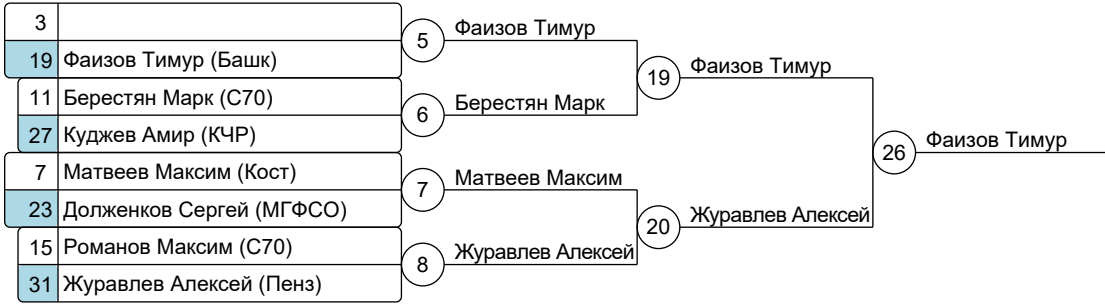 3
19 Фаизов Тимур (Башк)
11 Берестян Марк (С70)
27 Куджев Амир (КЧР)
7 Матвеев Максим (Кост)
23 Долженков Сергей (МГФСО)
15 Романов Максим (С70)
31 Журавлев Алексей (Пенз)
5 Фаизов Тимур
6 Берестян Марк
7 Матвеев Максим
8 Журавлев Алексей
19 Фаизов Тимур
20 Журавлев Алексей
26 Фаизов Тимур